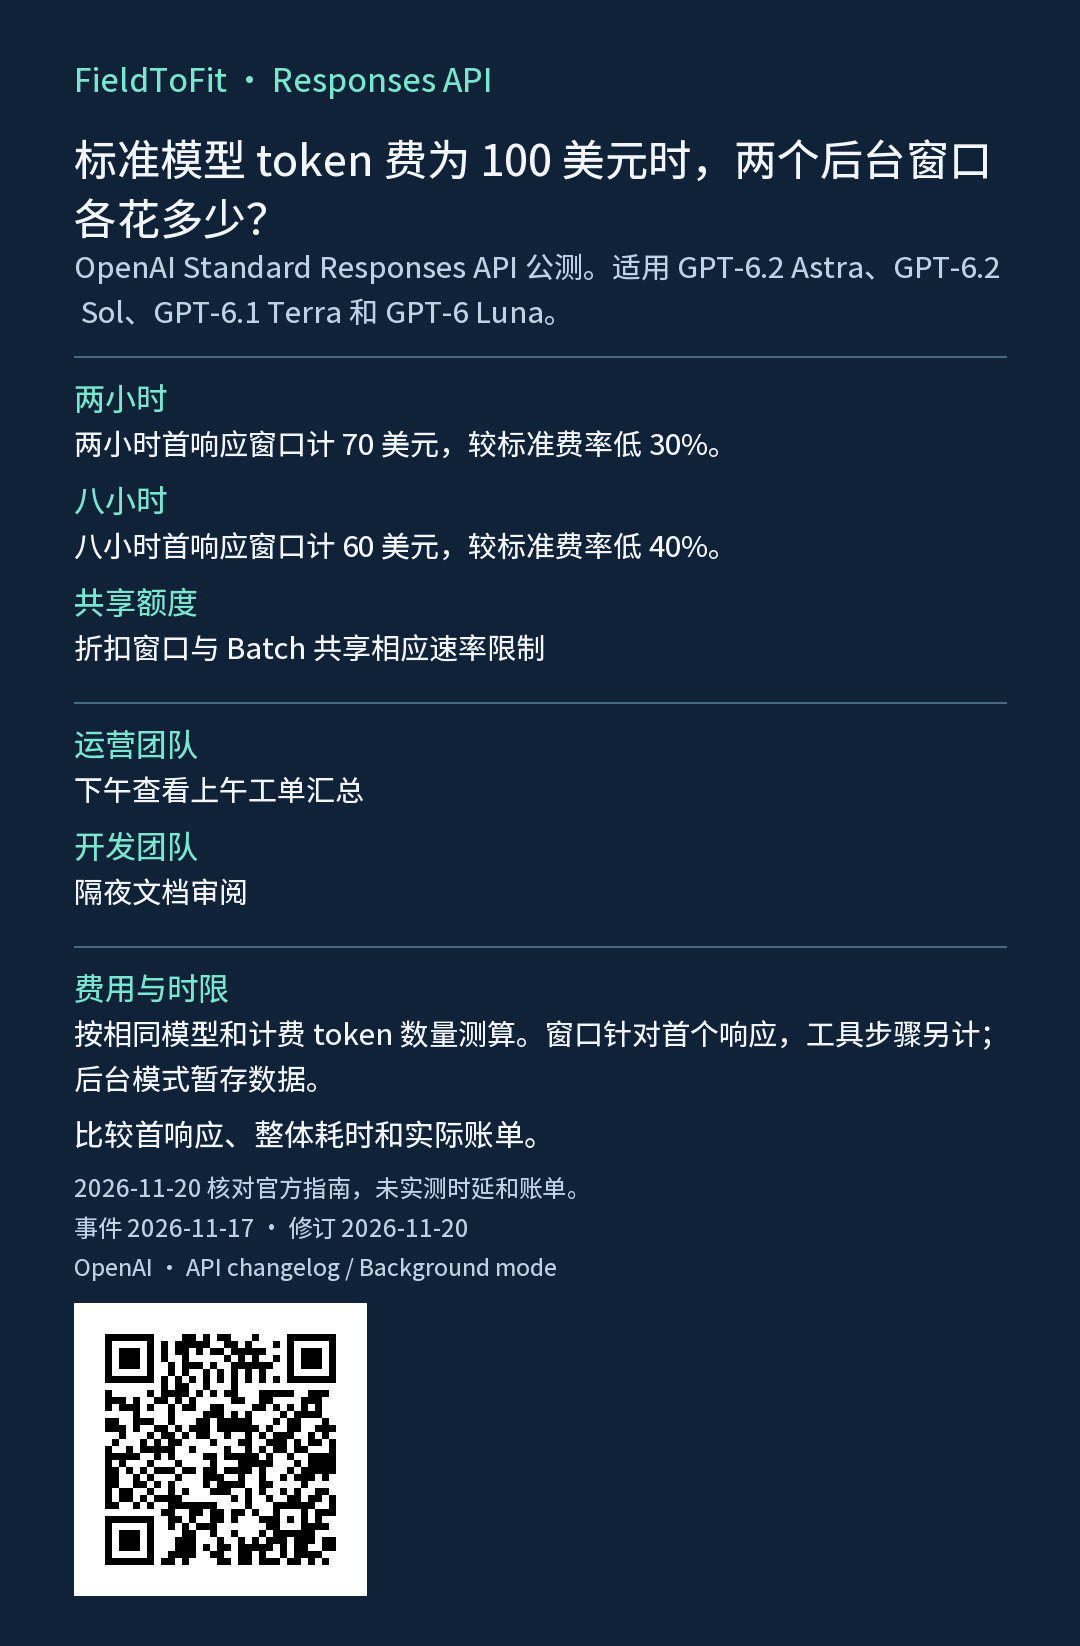 FieldToFit · Responses API
标准模型 token 费为 100 美元时，两个后台窗口
各花多少？
OpenAI Standard Responses API 公测。适用 GPT-6.2 Astra、GPT-6.2
Sol、GPT-6.1 Terra 和 GPT-6 Luna。
两小时
两小时首响应窗口计 70 美元，较标准费率低 30%。
八小时
八小时首响应窗口计 60 美元，较标准费率低 40%。
共享额度
折扣窗口与 Batch 共享相应速率限制
运营团队
下午查看上午工单汇总
开发团队
隔夜文档审阅
费用与时限
按相同模型和计费 token 数量测算。窗口针对首个响应，工具步骤另计；
后台模式暂存数据。
比较首响应、整体耗时和实际账单。
2026-11-20 核对官方指南，未实测时延和账单。
事件 2026-11-17 · 修订 2026-11-20
OpenAI · API changelog / Background mode